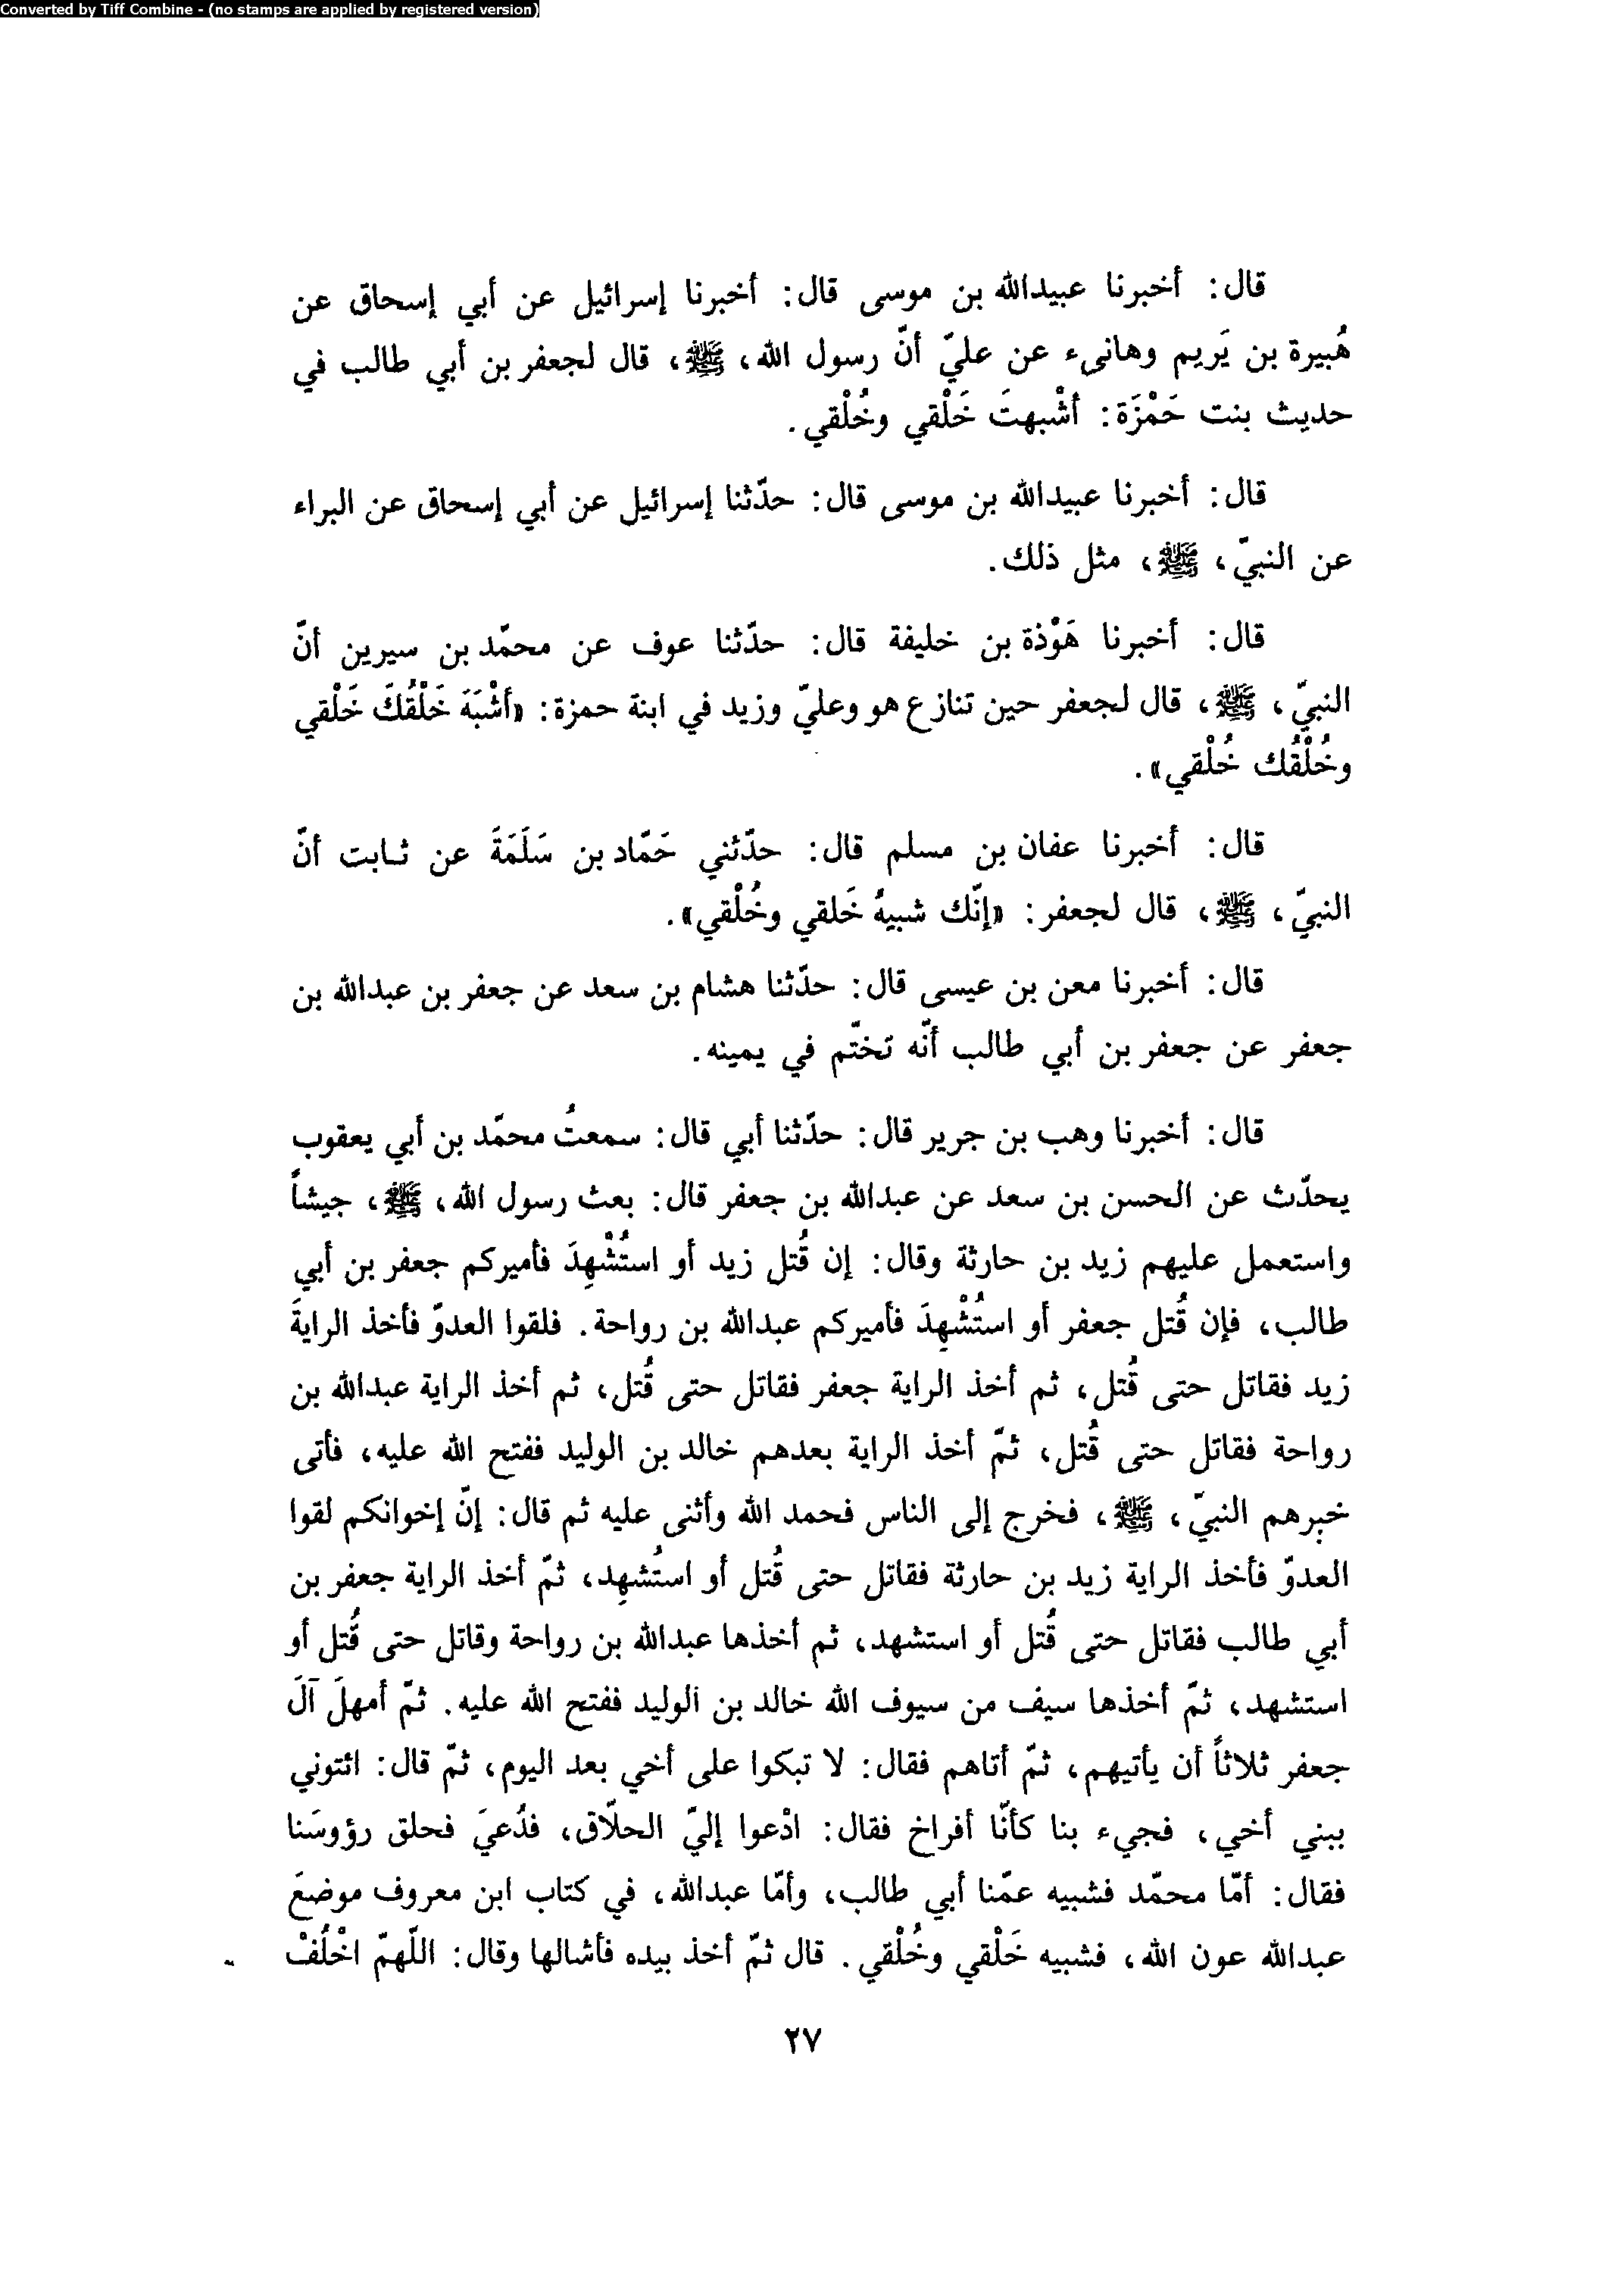 Converted by Tiff Combine - (no stamps are applied by registered version)
قال: أخبرنا عبيدالله بن موسى قال: أخبرنا إسرائيل عن أبي إسحاق عن
هُبيرة بن يَريم وهانىء عن عليّ أنّ رسول الله، ﷺ، قال لجعفر بن أبي طالب في
حديث بنت حَمْزَة: أشْبهتَ خَلْقي وخُلْقي.
قال: أخبرنا عبيدالله بن موسى قال: حدّثنا إسرائيل عن أبي إسحاق عن البراء
عن النبيّ، ﷺ، مثل ذلك.
قال: أخبرنا هَوْذة بن خليفة قال: حدّثنا عوف عن محمّد بن سيرين أنّ
النبيّ، ﷺ، قال لجعفر حين تنازع هو وعليّ وزيد في ابنة حمزة: «أشْبَهَ خَلْقُكَ خَلْقي
وخُلْقُك خُلْقي».
قال: أخبرنا عفان بن مسلم قال: حدّثني حَمّاد بن سَلَمَةَ عن ثابت أنّ
النبيّ، ﷺ، قال لجعفر: «إنّك شبيهُ خَلقي وخُلْقي».
قال: أخبرنا معن بن عيسى قال: حدّثنا هشام بن سعد عن جعفر بن عبدالله بن
جعفر عن جعفر بن أبي طالب أنّه تختّم في يمينه.
قال: أخبرنا وهب بن جرير قال: حدّثنا أبي قال: سمعتُ محمّد بن أبي يعقوب
يحدّث عن الحسن بن سعد عن عبدالله بن جعفر قال: بعث رسول الله، ﷺ، جيشاً
واستعمل عليهم زيد بن حارثة وقال: إن قُتل زيد أو استُشْهِدَ فأميركم جعفر بن أبي
طالب، فإن قُتل جعفر أو استُشْهِدَ فأميركم عبدالله بن رواحة. فلقوا العدوّ فأخذ الرايةَ
زيد فقاتل حتى قُتل، ثم أخذ الراية جعفر فقاتل حتى قُتل، ثم أخذ الراية عبدالله بن
رواحة فقاتل حتى قُتل، ثمّ أخذ الراية بعدهم خالد بن الوليد ففتح الله عليه، فأتى
خبرهم النبيّ، ﷺ، فخرج إلى الناس فحمد الله وأثنى عليه ثم قال: إنّ إخوانكم لقوا
العدوّ فأخذ الراية زيد بن حارثة فقاتل حتى قُتل أو استُشهِد، ثمّ أخذ الراية جعفر بن
أبي طالب فقاتل حتى قُتل أو استشهد، ثم أخذها عبدالله بن رواحة وقاتل حتى قُتل أو
استشهد، ثمّ أخذها سيف من سيوف الله خالد بن الوليد ففتح الله عليه. ثمّ أمهلَ آلَ
جعفر ثلاثاً أن يأتيهم، ثمّ أتاهم فقال: لا تبكوا على أخي بعد اليوم، ثمّ قال: ائتوني
ببني أخي، فجيء بنا كأنّا أفراخ فقال: ادْعوا إليّ الحلّاق، فدُعيَ فحلق رؤوسَنا
فقال: أمّا محمّد فشبيه عمّنا أبي طالب، وأمّا عبدالله، في كتاب ابن معروف موضعَ
عبدالله عون الله، فشبيه خَلْقي وخُلْقي. قال ثمّ أخذ بيده فأشالها وقال: اللّهمّ اخْلُفْ
٢٧